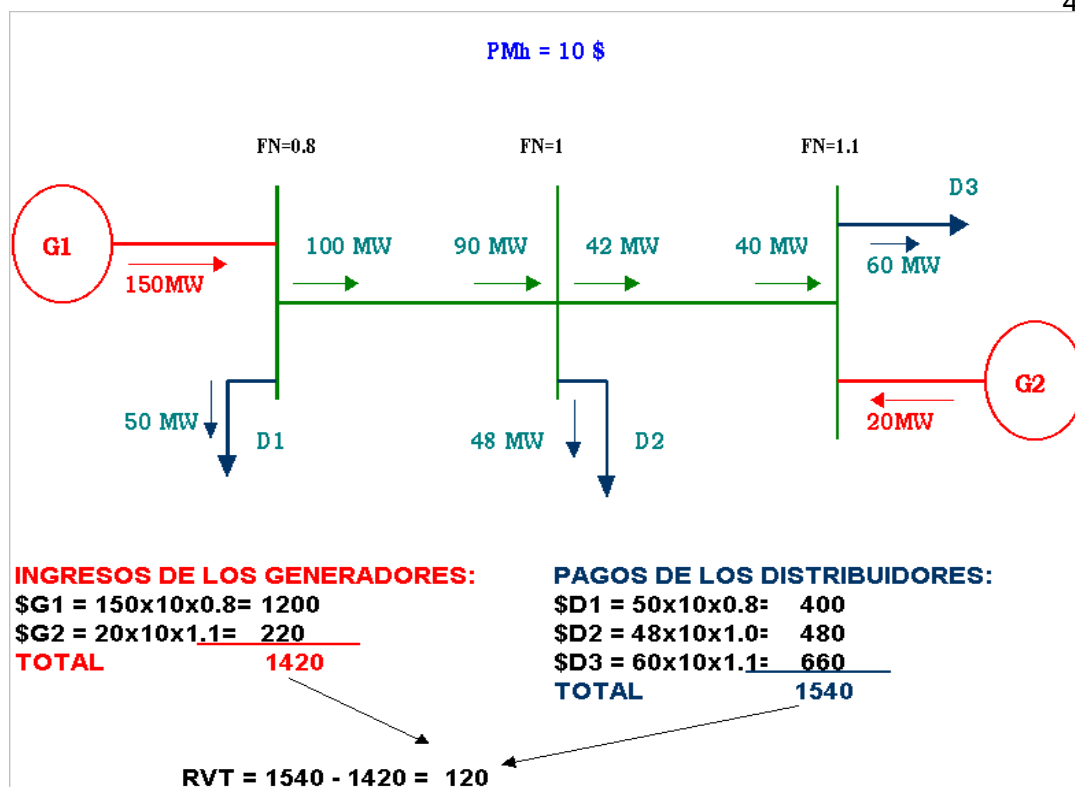 4
PMh = 10 $
FN=0.8 FN=1 FN=1.1
D3
G1
100 MW 90 MW 42 MW 40 MW
60 MW
150MW
G2
50 MW
D1
48 MW
D2
20MW
INGRESOS DE LOS GENERADORES:
$G1 = 150x10x0.8= 1200
$G2 = 20x10x1.1= 220
TOTAL 1420
PAGOS DE LOS DISTRIBUIDORES:
$D1 = 50x10x0.8= 400
$D2 = 48x10x1.0= 480
$D3 = 60x10x1.1= 660
TOTAL 1540
RVT = 1540 - 1420 = 120